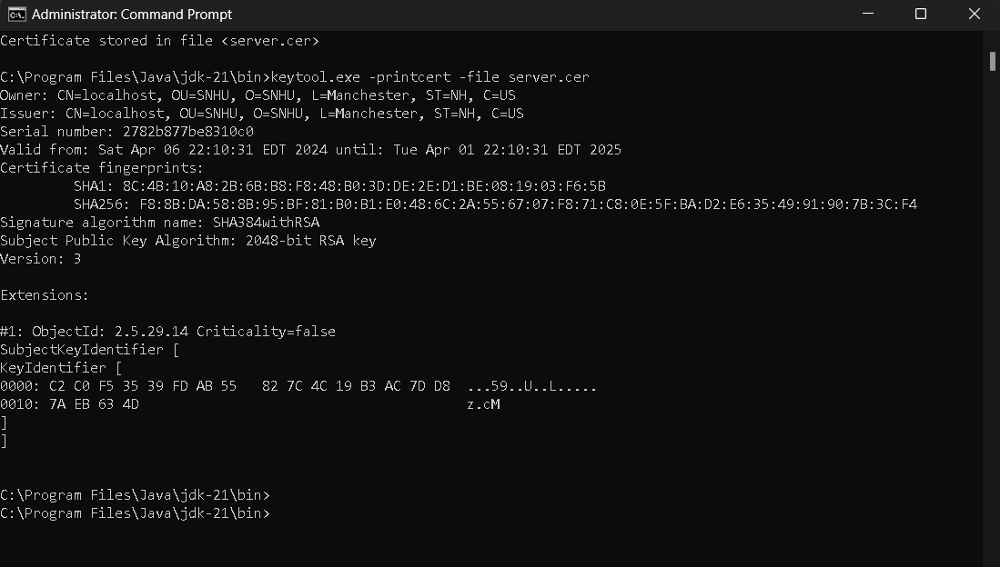 Administrator: Command Prompt
Certificate stored in file <server.cer>
C:\Program Files\Java\jdk-21\bin>keytool.exe -printcert -file server.cer
Owner: CN=localhost, OU=SNHU, O=SNHU, L=Manchester, ST=NH, C=US
Issuer: CN=localhost, OU=SNHU, O=SNHU, L=Manchester, ST=NH, C=US
Serial number: 2782b877be8310c0
Valid from: Sat Apr 06 22:10:31 EDT 2024 until: Tue Apr 01 22:10:31 EDT 2025
Certificate fingerprints:
SHA1: 8C:4B:10:A8:2B:6B:B8:F8:48:B0:3D:DE:2E:D1:BE:08:19:03:F6:5B
SHA256: F8:8B:DA:58:8B:95:BF:81:B0:B1:E0:48:6C:2A:55:67:07:F8:71:C8:0E:5F:BA:D2:E6:35:49:91:90:7B:3C:F4
Signature algorithm name: SHA384withRSA
Subject Public Key Algorithm: 2048-bit RSA key
Version: 3
Extensions:
#1: ObjectId: 2.5.29.14 Criticality=false
SubjectKeyIdentifier [
KeyIdentifier [
0000: C2 C0 F5 35 39 FD AB 55   82 7C 4C 19 B3 AC 7D D8  ...59..U..L.....
0010: 7A EB 63 4D                                        z.cM
]
]
C:\Program Files\Java\jdk-21\bin>
C:\Program Files\Java\jdk-21\bin>